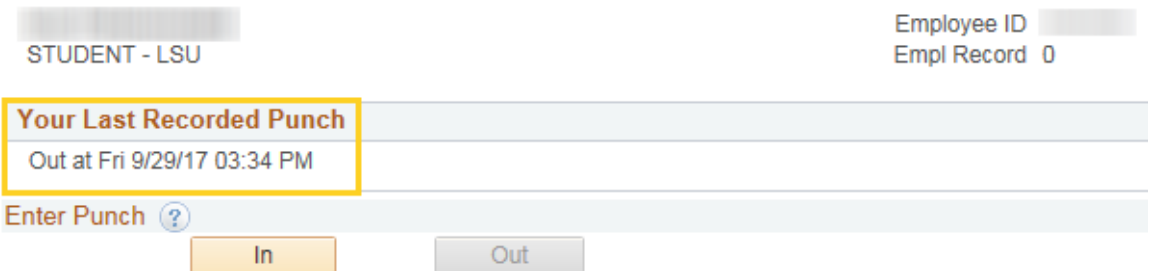 Employee ID
STUDENT - LSU
Empl Record 0
Your Last Recorded Punch
Out at Fri 9/29/17 03:34 PM
Enter Punch ?
In Out